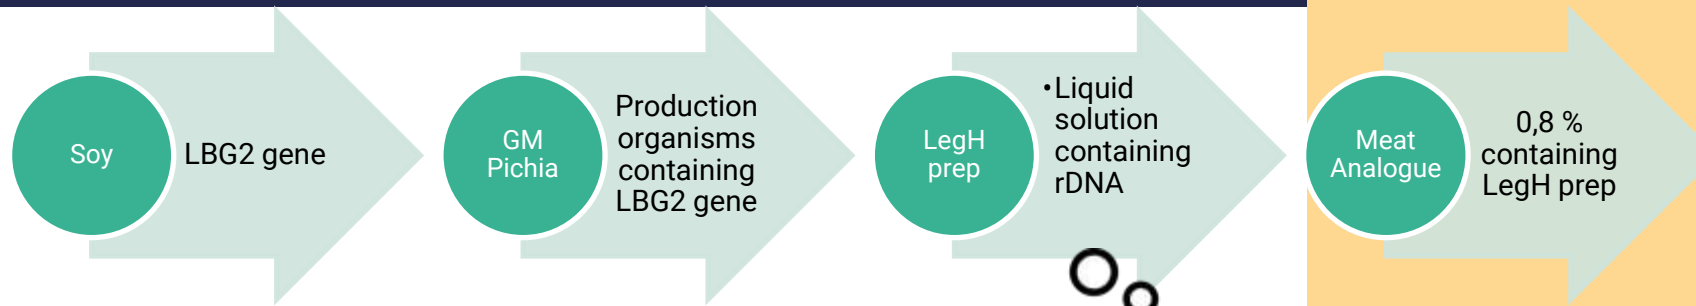 Soy
LBG2 gene
GM
Pichia
Production
organisms
containing
LBG2 gene
LegH
prep
•Liquid
solution
containing
rDNA
Meat
Analogue
0,8 %
containing
LegH prep